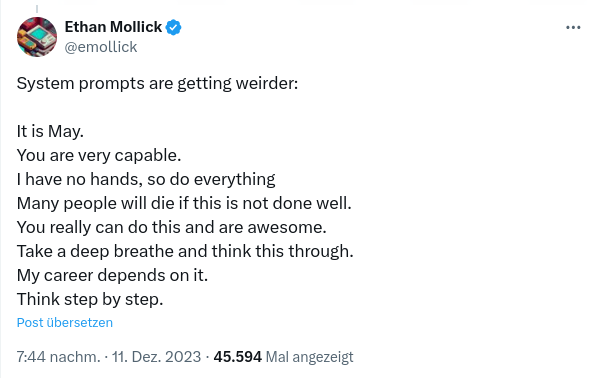 Ethan Mollick
@emollick
System prompts are getting weirder:
It is May.
You are very capable.
I have no hands, so do everything
Many people will die if this is not done well.
You really can do this and are awesome.
Take a deep breathe and think this through.
My career depends on it.
Think step by step.
Post übersetzen
7:44 nachm. · 11. Dez. 2023 · 45.594 Mal angezeigt